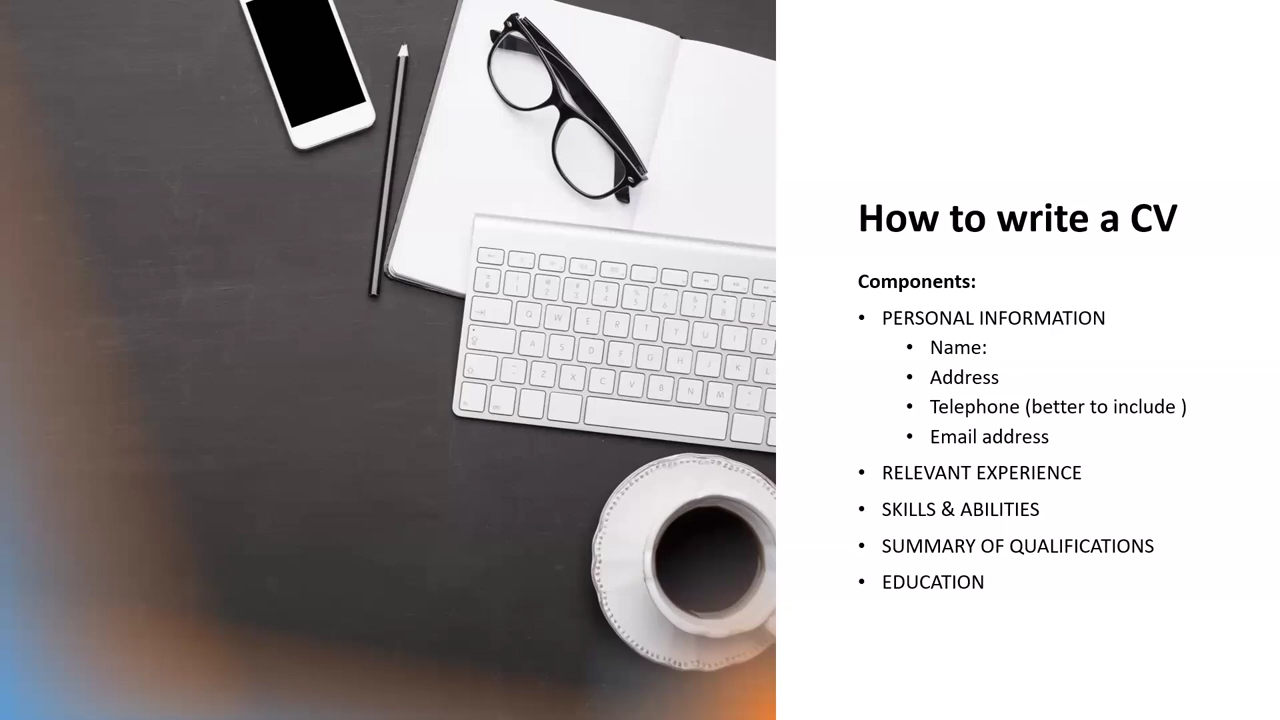 How to write a CV
Components:
• PERSONAL INFORMATION
• Name:
• Address
• Telephone (better to include )
• Email address
• RELEVANT EXPERIENCE
• SKILLS & ABILITIES
• SUMMARY OF QUALIFICATIONS
• EDUCATION
Q W E R T Y U I O
A S D F G H J K L
Z X C V B N M